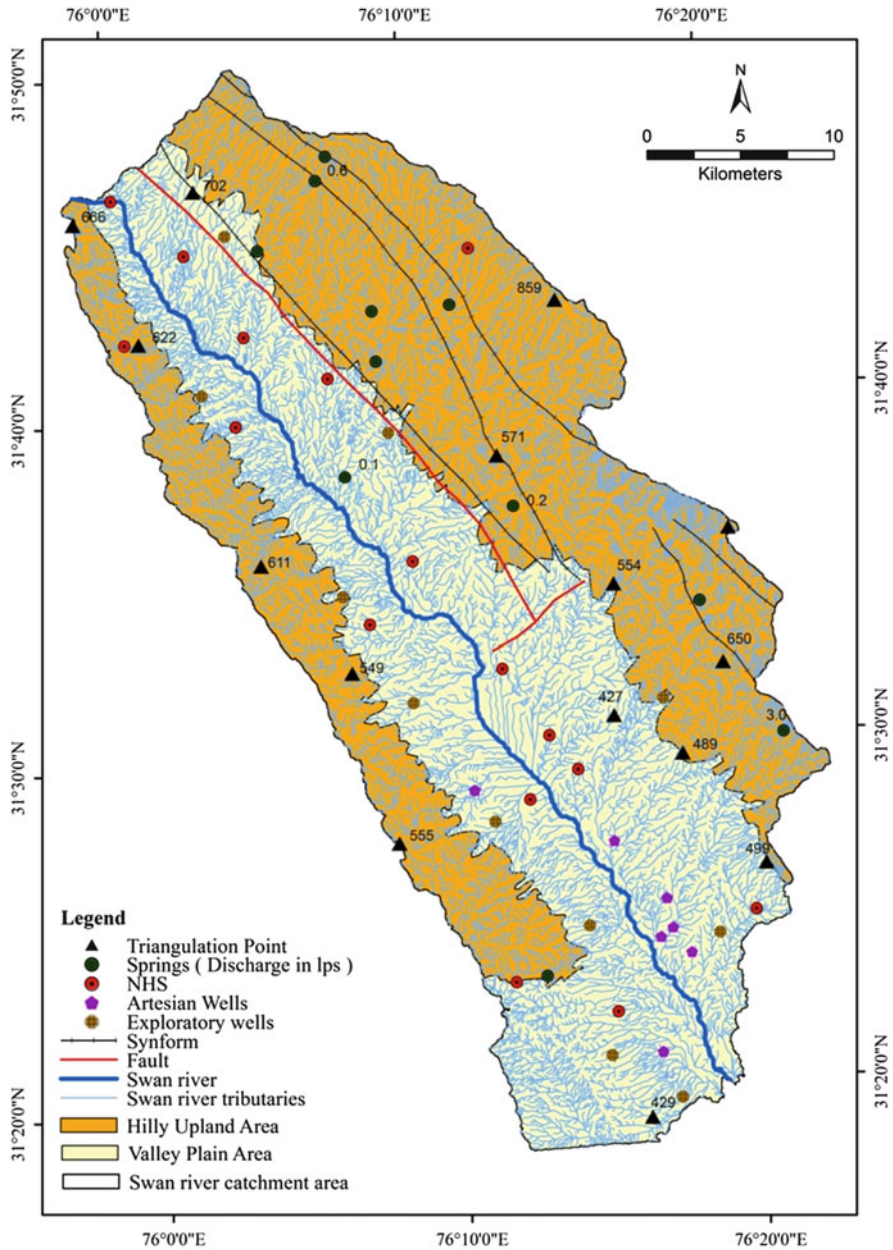 76°0'0"E
76°10'0"E
76°20'0"E
31°50'0"N
N
0
5
10
Kilometers
0.6
702
666
859
622
31°40'0"N
31°40'0"N
571
0.1
0.2
611
554
650
549
427
3.0
31°30'0"N
489
31°30'0"N
555
499
Legend
Triangulation Point
Springs ( Discharge in lps )
NHS
Artesian Wells
Exploratory wells
Synform
Fault
Swan river
Swan river tributaries
Hilly Upland Area
Valley Plain Area
Swan river catchment area
31°20'0"N
429
31°20'0"N
76°0'0"E
76°10'0"E
76°20'0"E